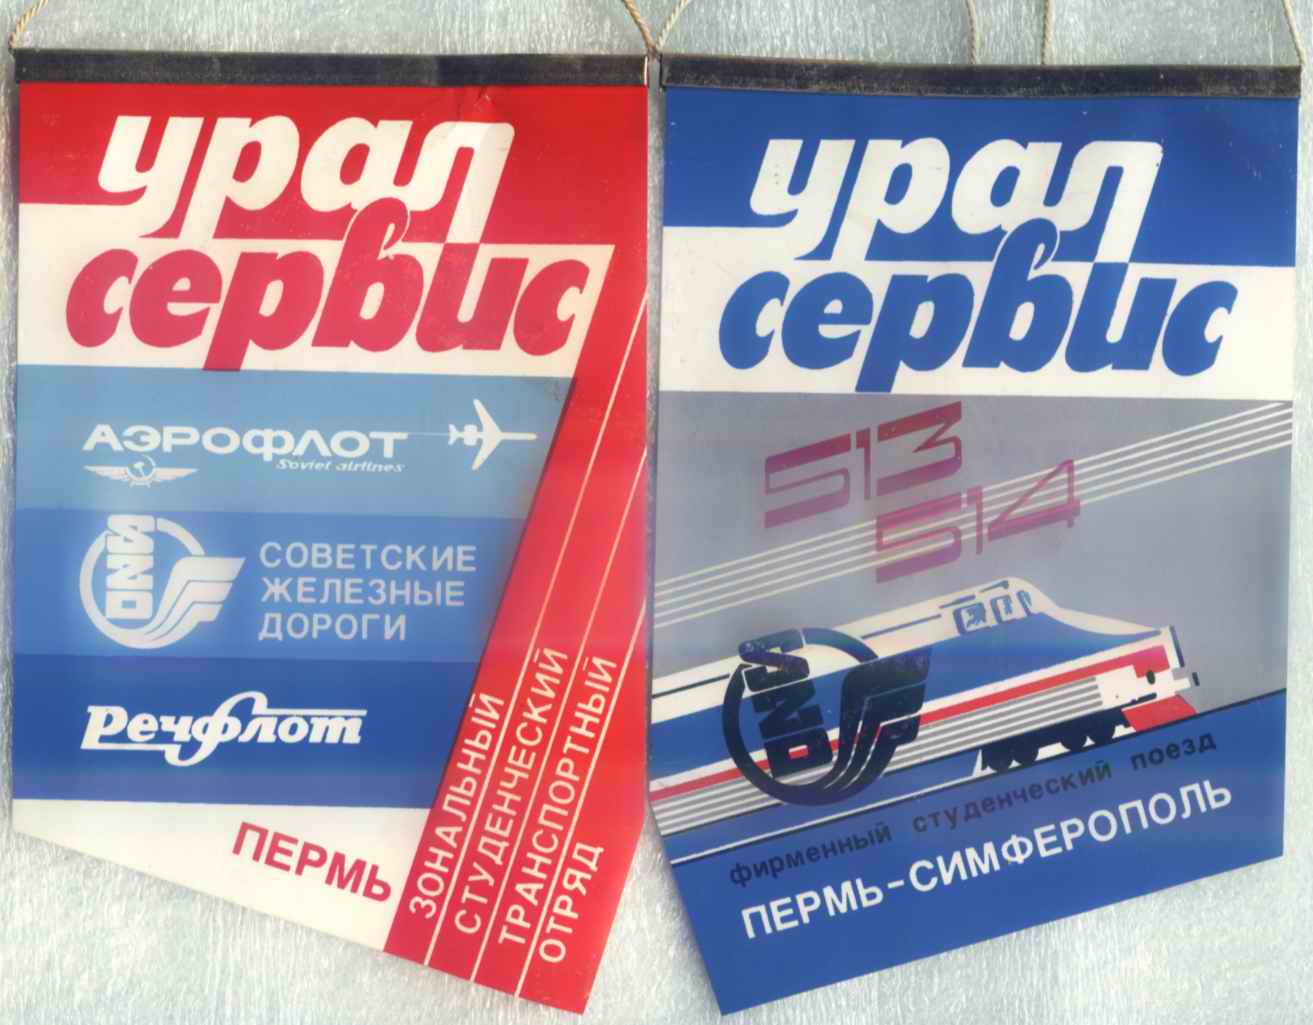 урал
сервис
АЭРОФЛОТ
Soviet airlines
СОВЕТСКИЕ
ЖЕЛЕЗНЫЕ
ДОРОГИ
Речфлот
ПЕРМЬ
ЗОНАЛЬНЫЙ
СТУДЕНЧЕСКИЙ
ТРАНСПОРТНЫЙ
ОТРЯД
урал
сервис
513
514
фирменный студенческий поезд
ПЕРМЬ-СИМФЕРОПОЛЬ